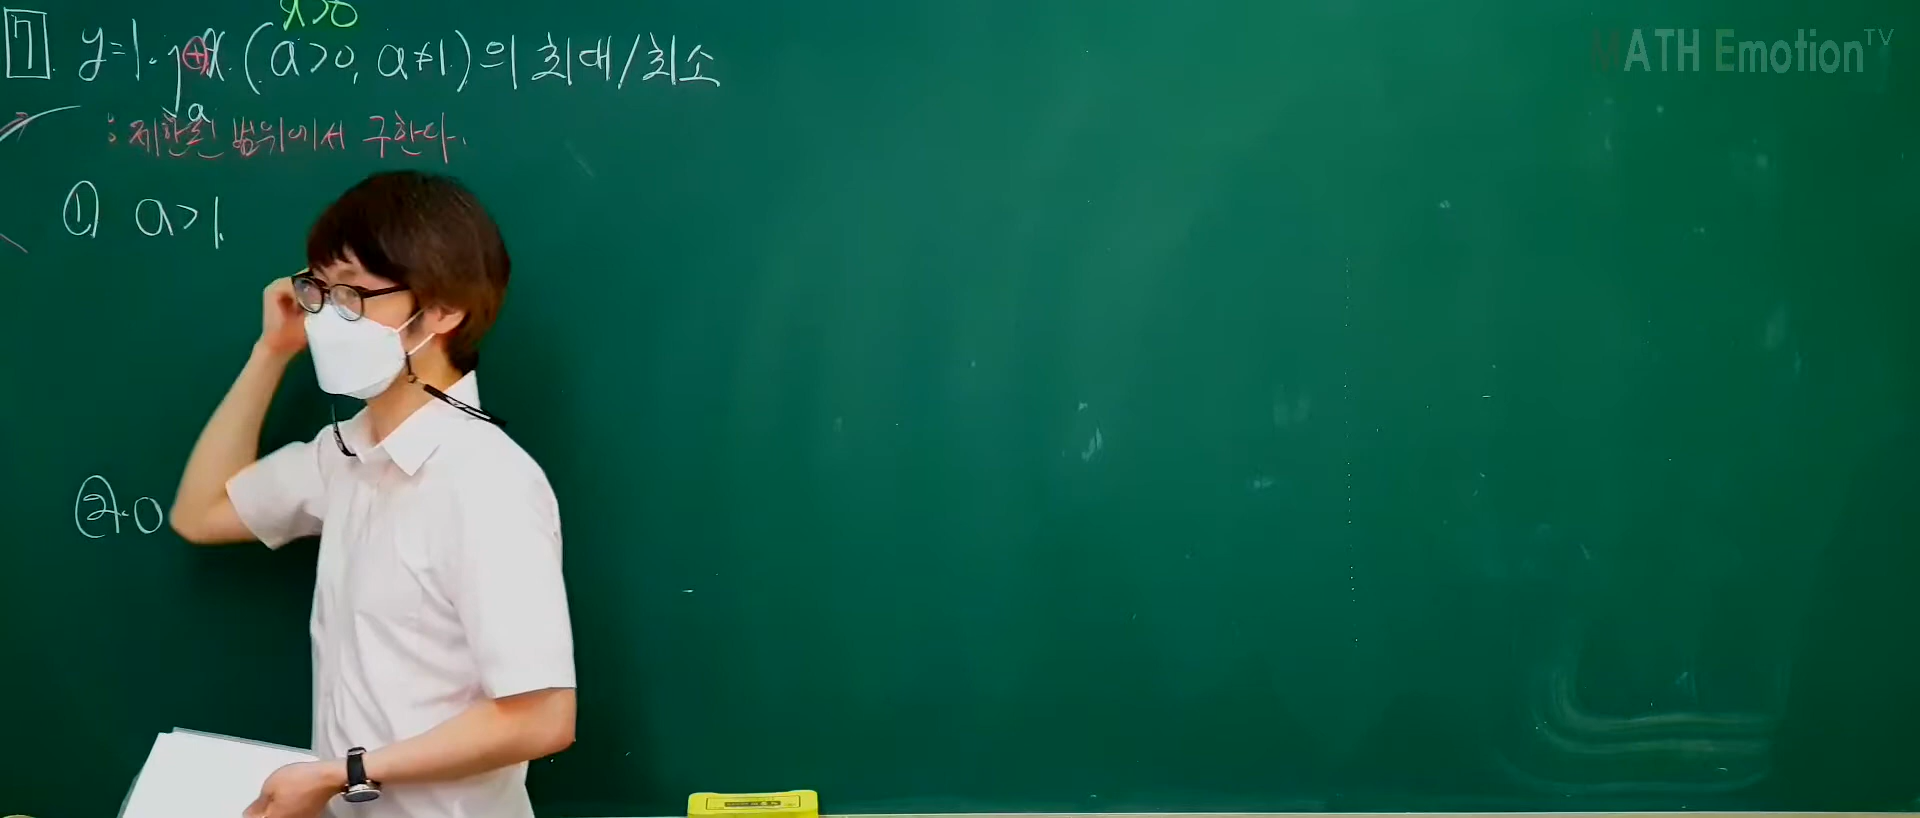 MATH Emotion TV
x>0
7 y=log_a x (a>0, a≠1)의 최대/최소
: 제한된 범위에서 구한다.
① a>1.
②. 0